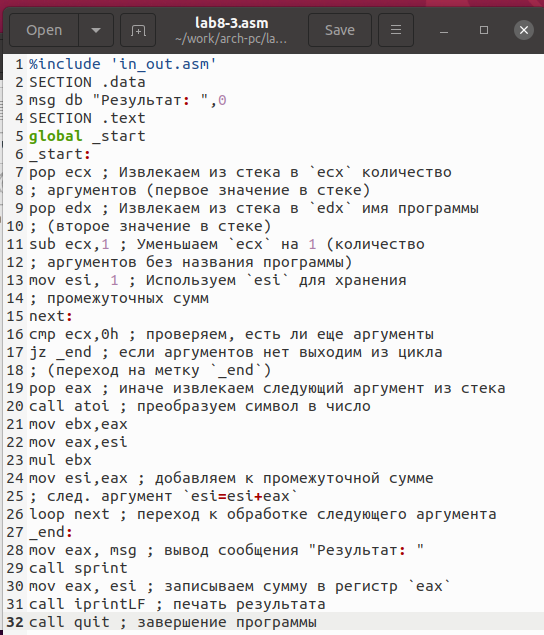 Open
lab8-3.asm
~/work/arch-pc/la...
Save
1 %include 'in_out.asm'
2 SECTION .data
3 msg db "Результат: ",0
4 SECTION .text
5 global _start
6 _start:
7 pop ecx ; Извлекаем из стека в `ecx` количество
8 ; аргументов (первое значение в стеке)
9 pop edx ; Извлекаем из стека в `edx` имя программы
10 ; (второе значение в стеке)
11 sub ecx,1 ; Уменьшаем `ecx` на 1 (количество
12 ; аргументов без названия программы)
13 mov esi, 1 ; Используем `esi` для хранения
14 ; промежуточных сумм
15 next:
16 cmp ecx,0h ; проверяем, есть ли еще аргументы
17 jz _end ; если аргументов нет выходим из цикла
18 ; (переход на метку `_end`)
19 pop eax ; иначе извлекаем следующий аргумент из стека
20 call atoi ; преобразуем символ в число
21 mov ebx,eax
22 mov eax,esi
23 mul ebx
24 mov esi,eax ; добавляем к промежуточной сумме
25 ; след. аргумент `esi=esi+eax`
26 loop next ; переход к обработке следующего аргумента
27 _end:
28 mov eax, msg ; вывод сообщения "Результат: "
29 call sprint
30 mov eax, esi ; записываем сумму в регистр `eax`
31 call iprintLF ; печать результата
32 call quit ; завершение программы